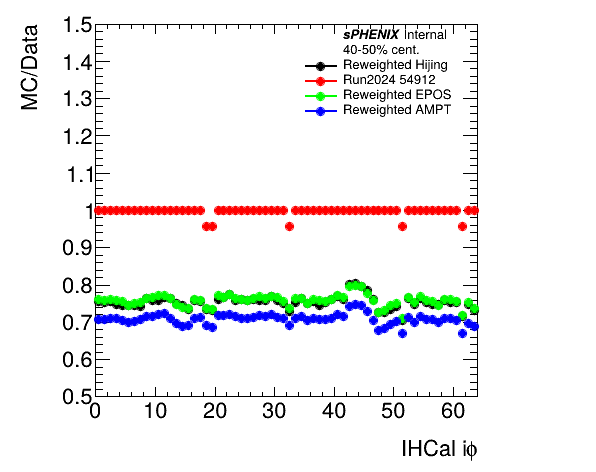 MC/Data
1.5
1.4
1.3
1.2
1.1
1
0.9
0.8
0.7
0.6
0.5
sPHENIX Internal
40-50% cent.
Reweighted Hijing
Run2024 54912
Reweighted EPOS
Reweighted AMPT
0 10 20 30 40 50 60
IHCal iϕ